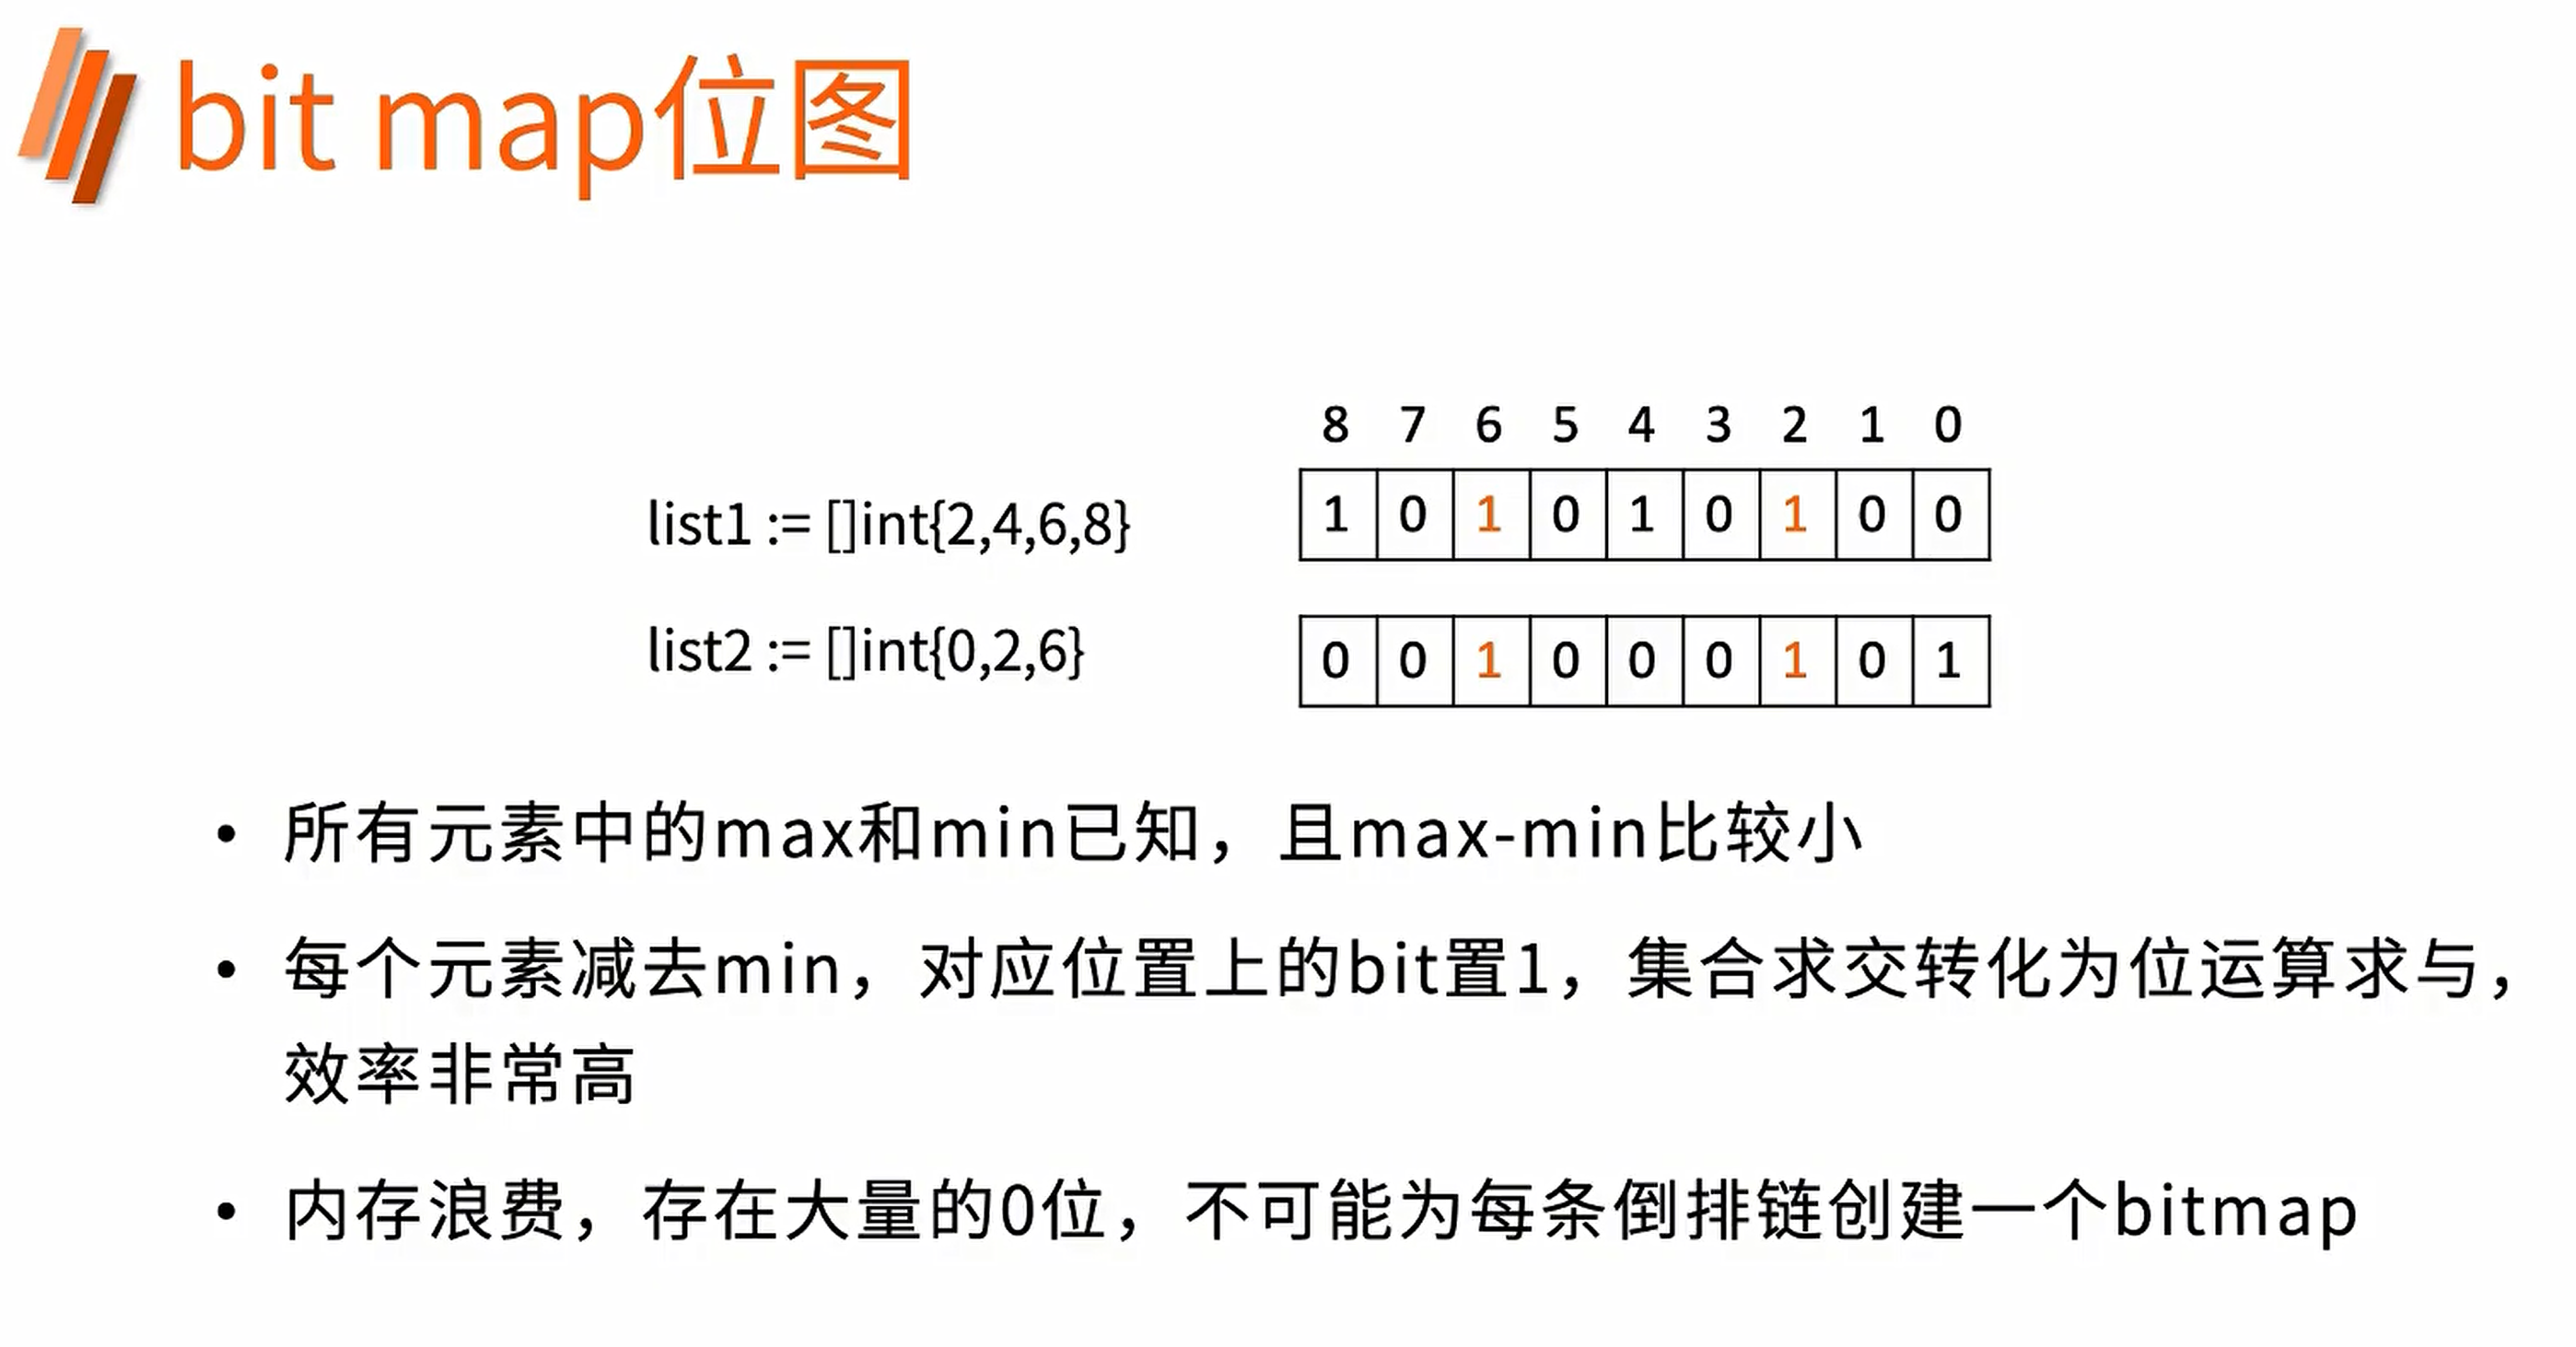 bit map位图
8 7 6 5 4 3 2 1 0
list1 := []int{2,4,6,8}
1 0 1 0 1 0 1 0 0
list2 := []int{0,2,6}
0 0 1 0 0 0 1 0 1
• 所有元素中的max和min已知，且max-min比较小
• 每个元素减去min，对应位置上的bit置1，集合求交转化为位运算求与，
效率非常高
• 内存浪费，存在大量的0位，不可能为每条倒排链创建一个bitmap